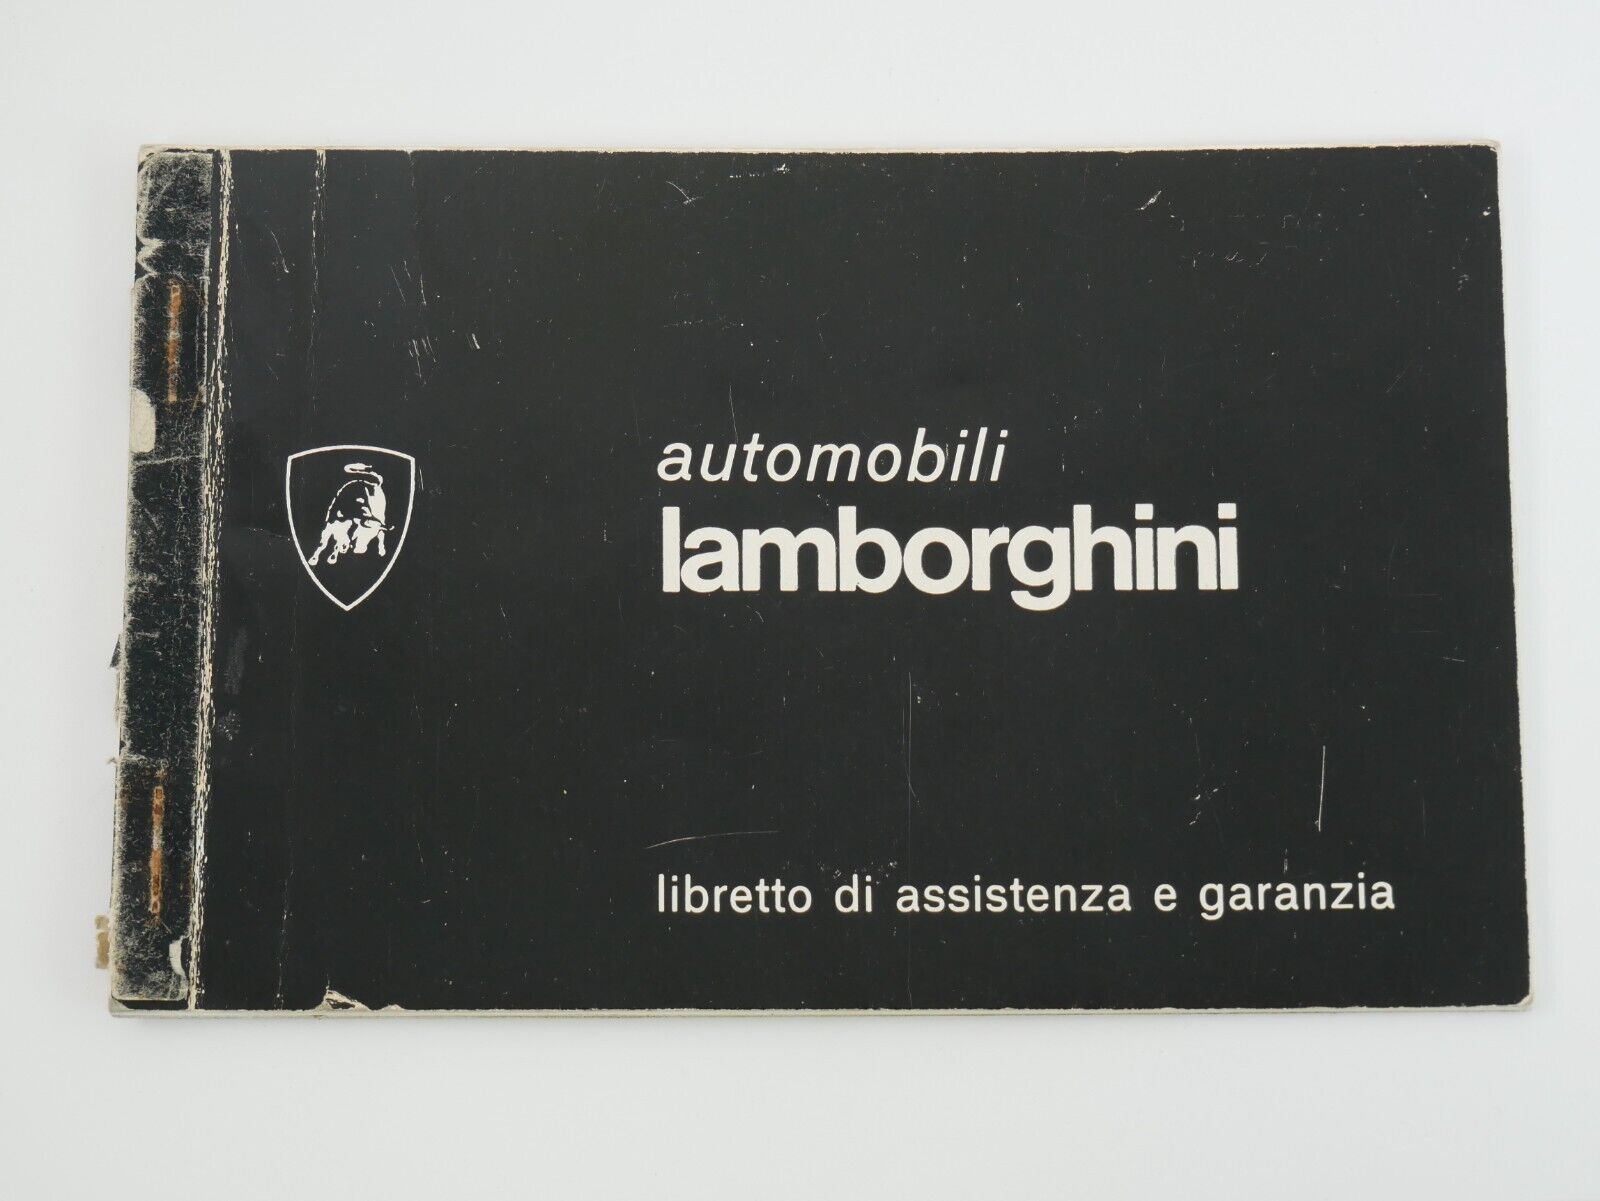 automobili
lamborghini
libretto di assistenza e garanzia